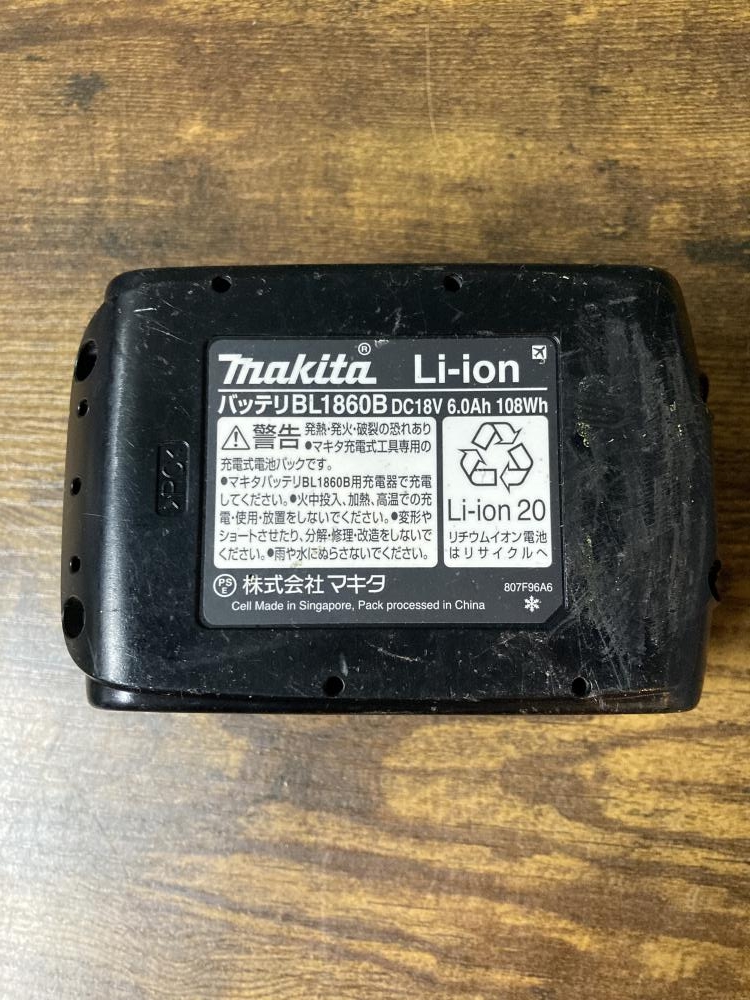 makita® Li-ion
バッテリBL1860B DC18V 6.0Ah 108Wh
警告 発熱・発火・破裂の恐れあり
●マキタ充電式工具専用の
充電式電池パックです。
●マキタバッテリBL1860B用充電器で充電
してください。●火中投入、加熱、高温での充
電・使用・放置をしないでください。●変形や
ショートさせたり、分解・修理・改造をしないで
ください。●雨や水にぬらさないでください。
Li-ion 20
リチウムイオン電池
はリサイクルへ
PSE 株式会社マキタ
807F96A6
Cell Made in Singapore, Pack processed in China